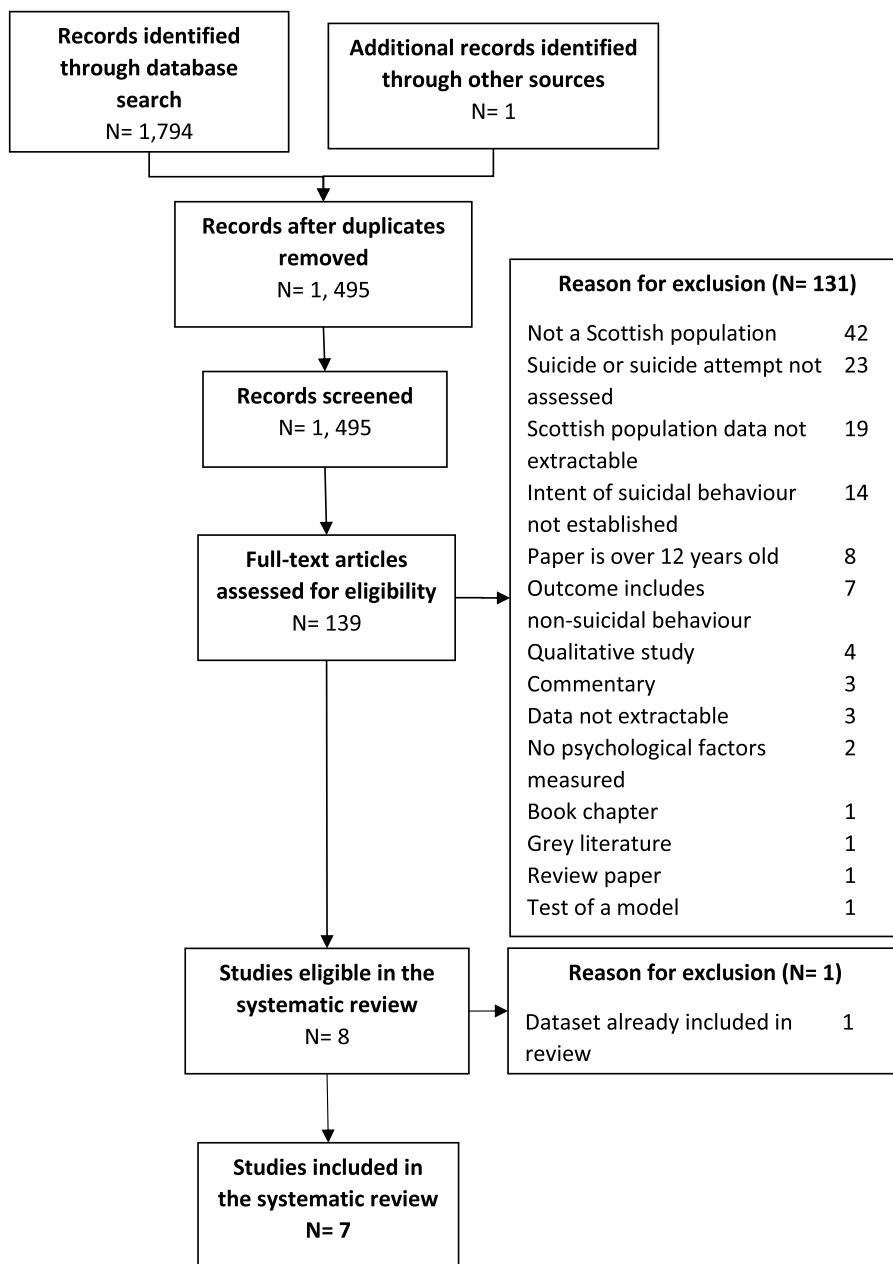 Records identified
through database
search
N= 1,794
Additional records identified
through other sources
N= 1
Records after duplicates
removed
N= 1, 495
Records screened
N= 1, 495
Full-text articles
assessed for eligibility
N= 139
Reason for exclusion (N= 131)
Not a Scottish population 42
Suicide or suicide attempt not 23
assessed
Scottish population data not 19
extractable
Intent of suicidal behaviour 14
not established
Paper is over 12 years old 8
Outcome includes 7
non-suicidal behaviour
Qualitative study 4
Commentary 3
Data not extractable 3
No psychological factors 2
measured
Book chapter 1
Grey literature 1
Review paper 1
Test of a model 1
Studies eligible in the
systematic review
N= 8
Reason for exclusion (N= 1)
Dataset already included in 1
review
Studies included in
the systematic review
N= 7